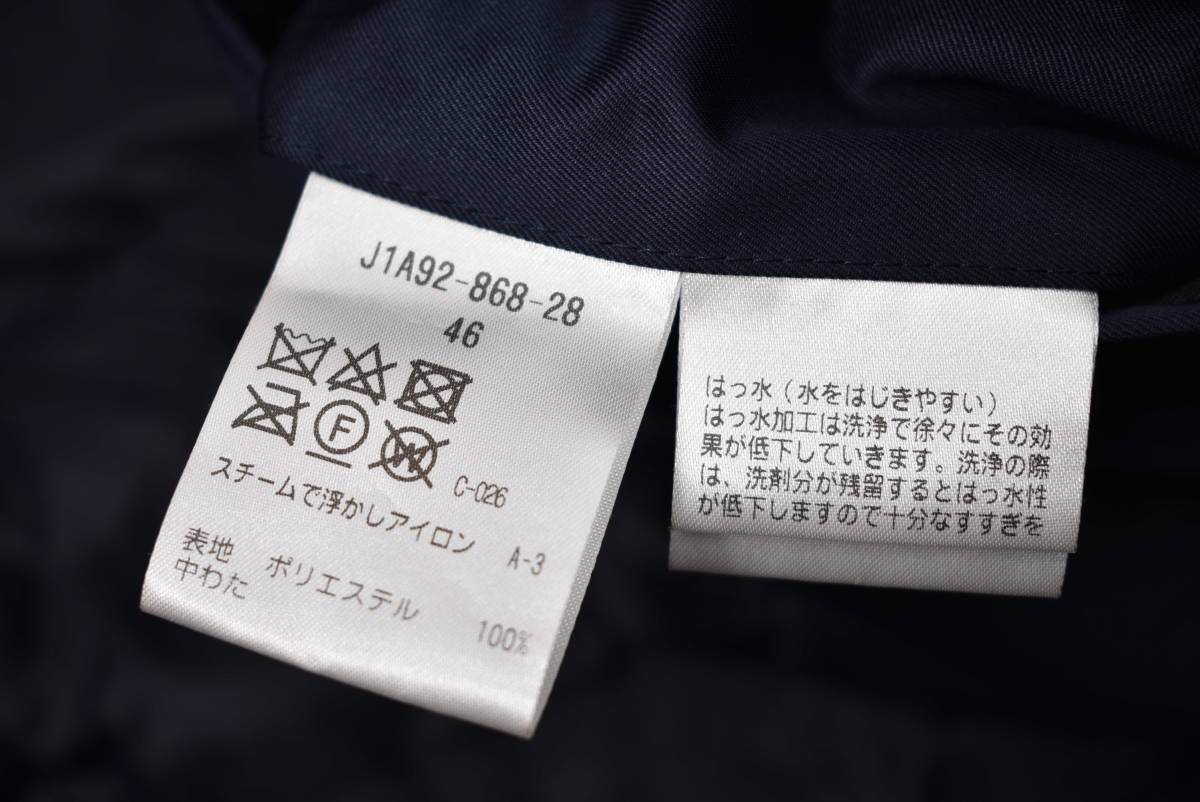 J1A92-868-28
46
F
W
C-026
スチームで浮かしアイロン A-3
表地 ポリエステル
中わた 100%
はっ水(水をはじきやすい)
はっ水加工は洗浄で徐々にその効
果が低下していきます。洗浄の際
は、洗剤分が残留するとはっ水性
が低下しますので十分なすすぎを